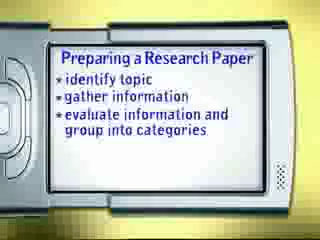 Preparing a Research Paper
* identify topic
* gather information
* evaluate information and
group into categories